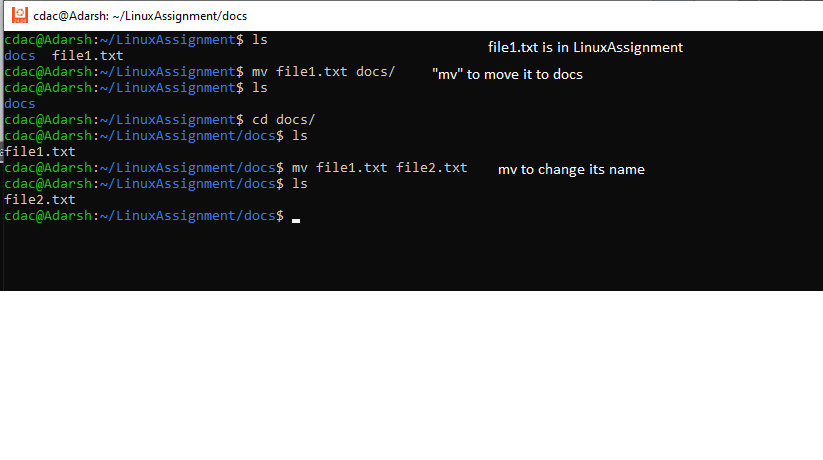 cdac@Adarsh: ~/LinuxAssignment/docs
cdac@Adarsh:~/LinuxAssignment$ ls
file1.txt is in LinuxAssignment
docs  file1.txt
cdac@Adarsh:~/LinuxAssignment$ mv file1.txt docs/
"mv" to move it to docs
cdac@Adarsh:~/LinuxAssignment$ ls
docs
cdac@Adarsh:~/LinuxAssignment$ cd docs/
cdac@Adarsh:~/LinuxAssignment/docs$ ls
file1.txt
cdac@Adarsh:~/LinuxAssignment/docs$ mv file1.txt file2.txt
mv to change its name
cdac@Adarsh:~/LinuxAssignment/docs$ ls
file2.txt
cdac@Adarsh:~/LinuxAssignment/docs$